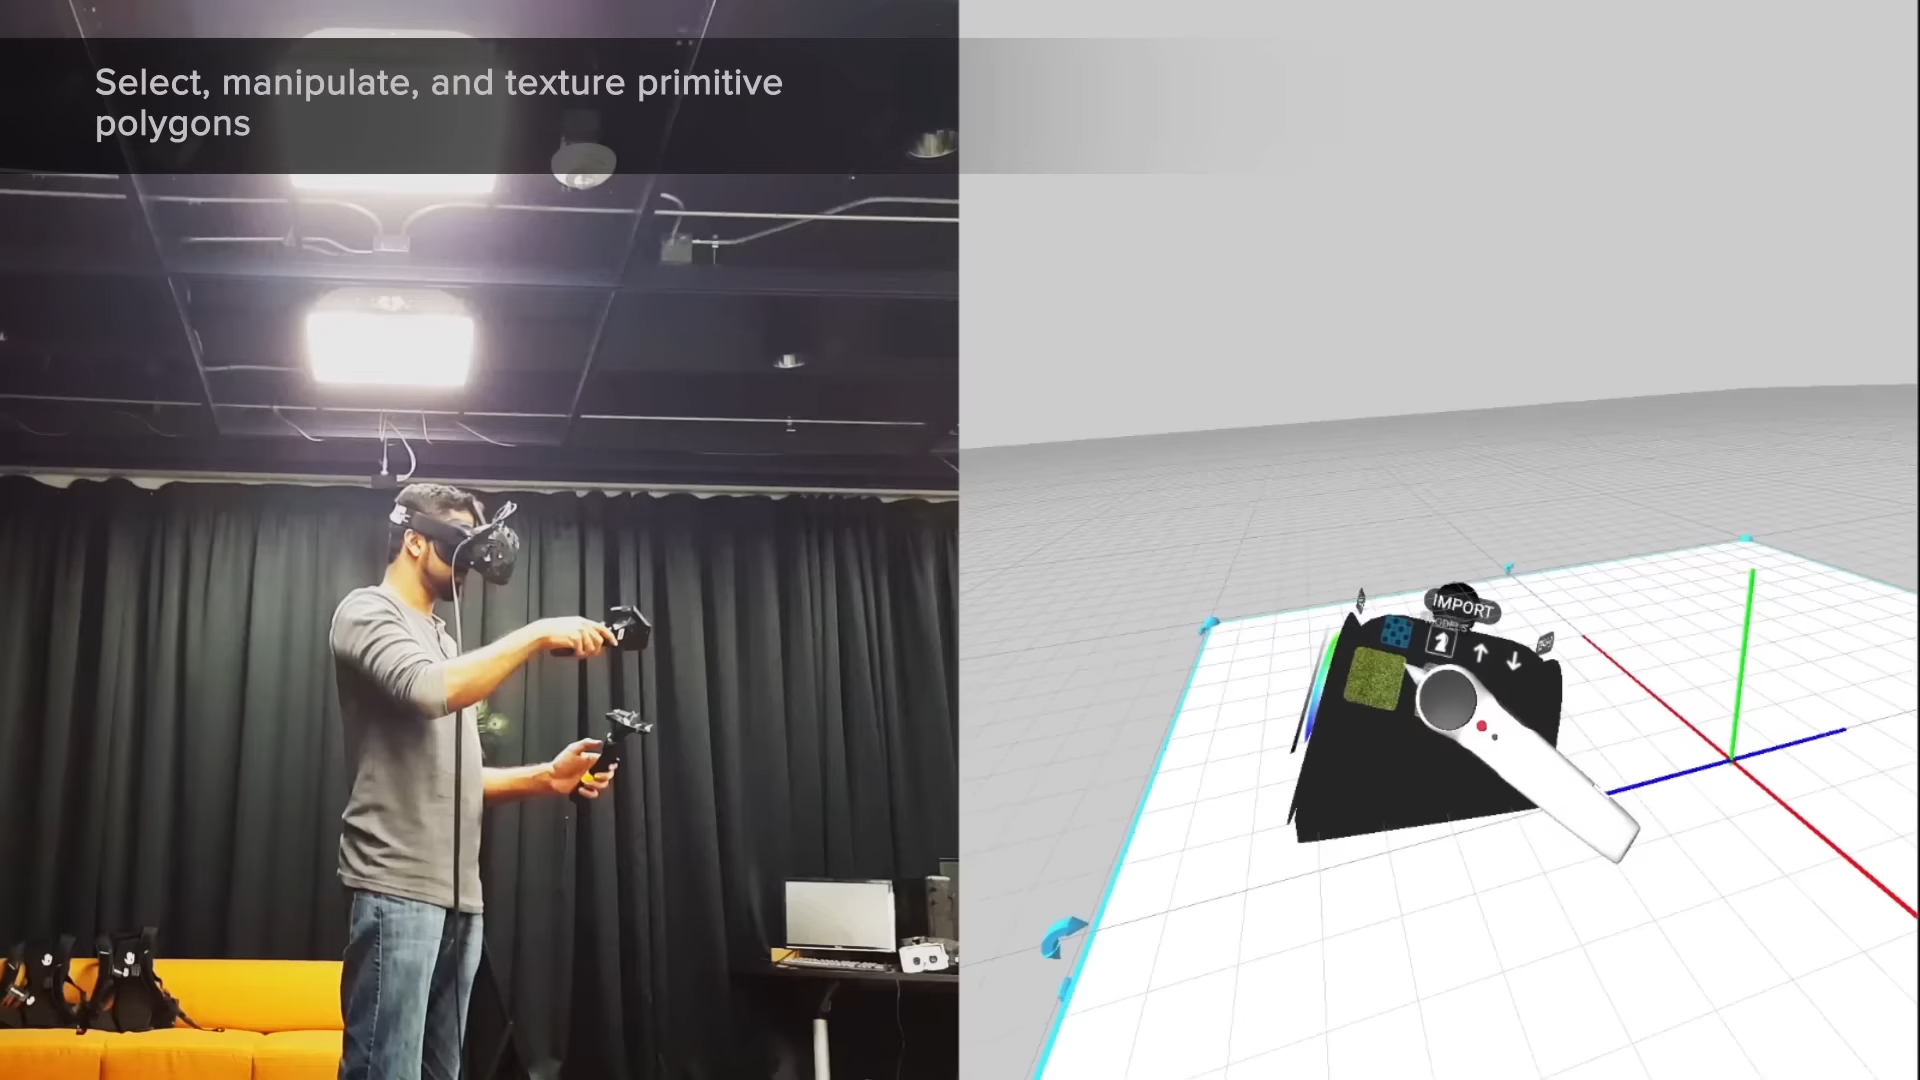 Select, manipulate, and texture primitive
polygons
IMPORT